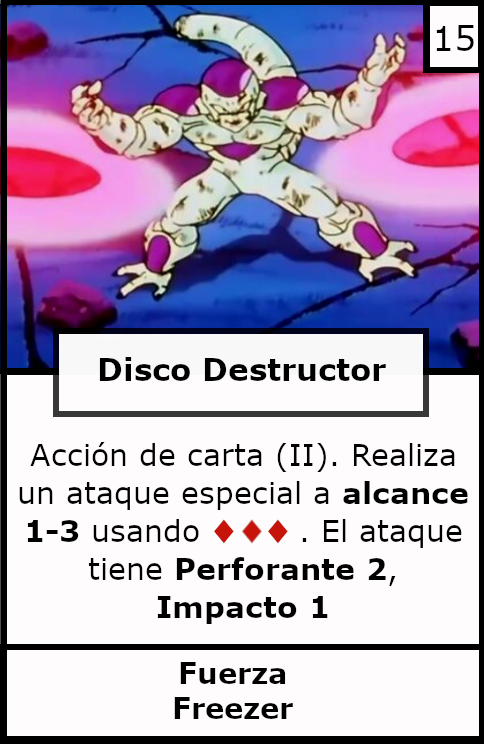 15
Disco Destructor
Acción de carta (II). Realiza
un ataque especial a alcance
1-3 usando ♦♦♦ . El ataque
tiene Perforante 2,
Impacto 1
Fuerza
Freezer